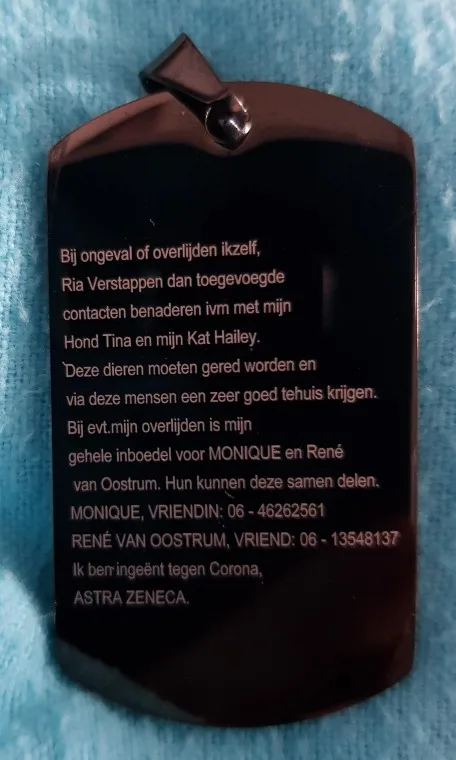 Bij ongeval of overlijden ikzelf,
Ria Verstappen dan toegevoegde
contacten benaderen ivm met mijn
Hond Tina en mijn Kat Hailey.
Deze dieren moeten gered worden en
via deze mensen een zeer goed tehuis krijgen.
Bij evt.mijn overlijden is mijn
gehele inboedel voor MONIQUE en René
van Oostrum. Hun kunnen deze samen delen.
MONIQUE, VRIENDIN: 06 - 46262561
RENÉ VAN OOSTRUM, VRIEND: 06 - 13548137
Ik ben ingeënt tegen Corona,
ASTRA ZENECA.